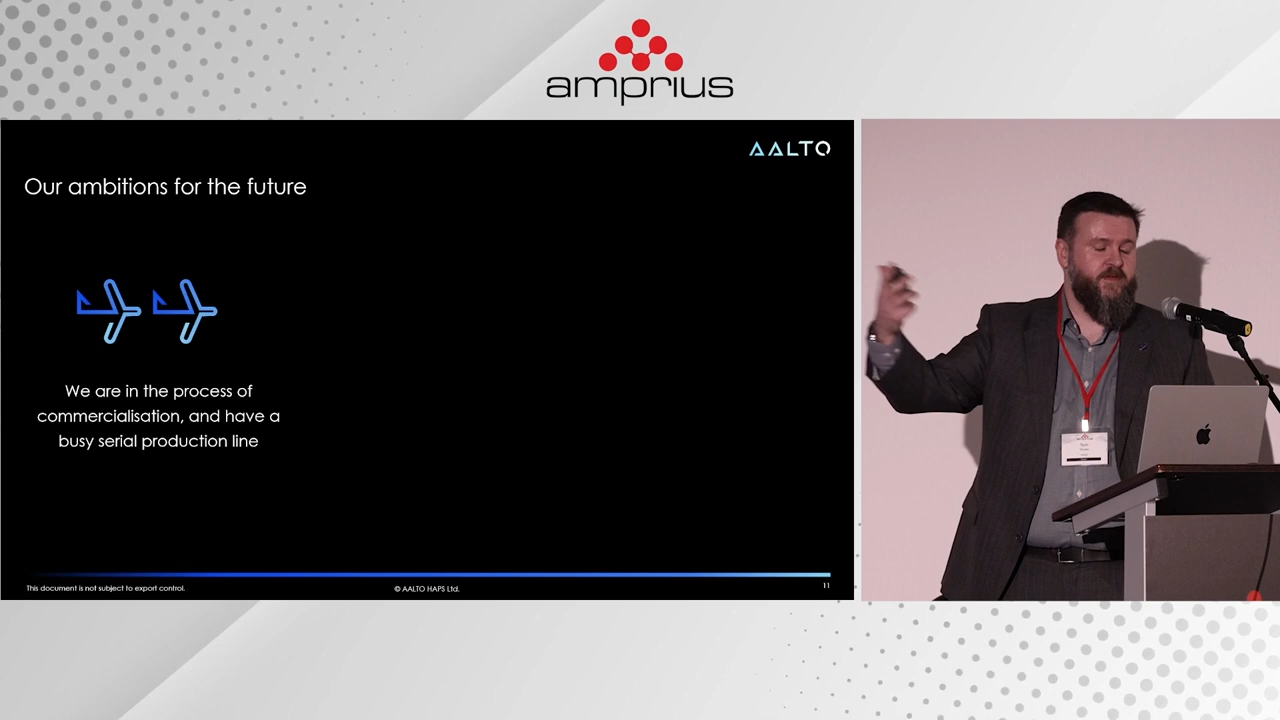 amprius
AALTO
Our ambitions for the future
We are in the process of
commercialisation, and have a
busy serial production line
This document is not subject to export control.
© AALTO HAPS Ltd.
11